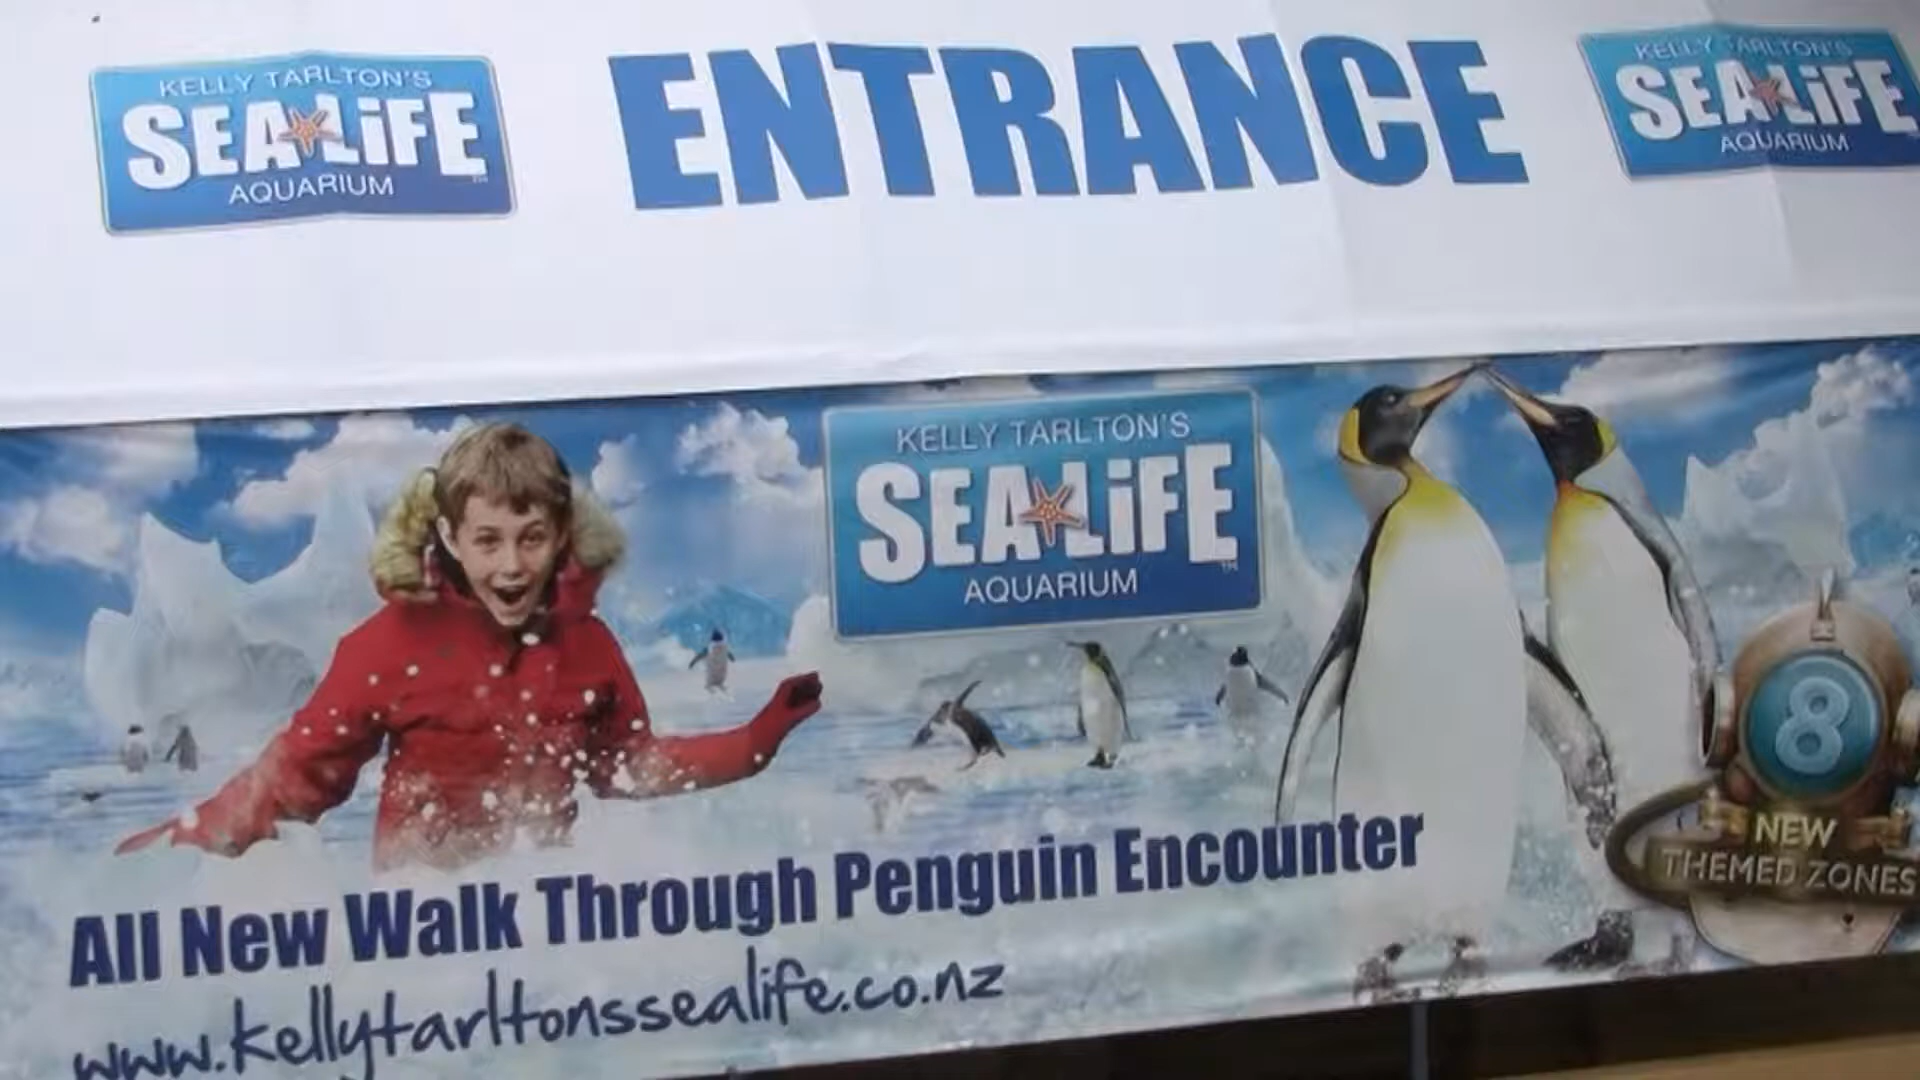 KELLY TARLTON'S
SEA LiFE
AQUARIUM
ENTRANCE
KELLY TARLTON'S
SEA LiFE
AQUARIUM
KELLY TARLTON'S
SEA LiFE
TM
AQUARIUM
8
NEW
THEMED ZONES
All New Walk Through Penguin Encounter
www.kellytarltonssealife.co.nz